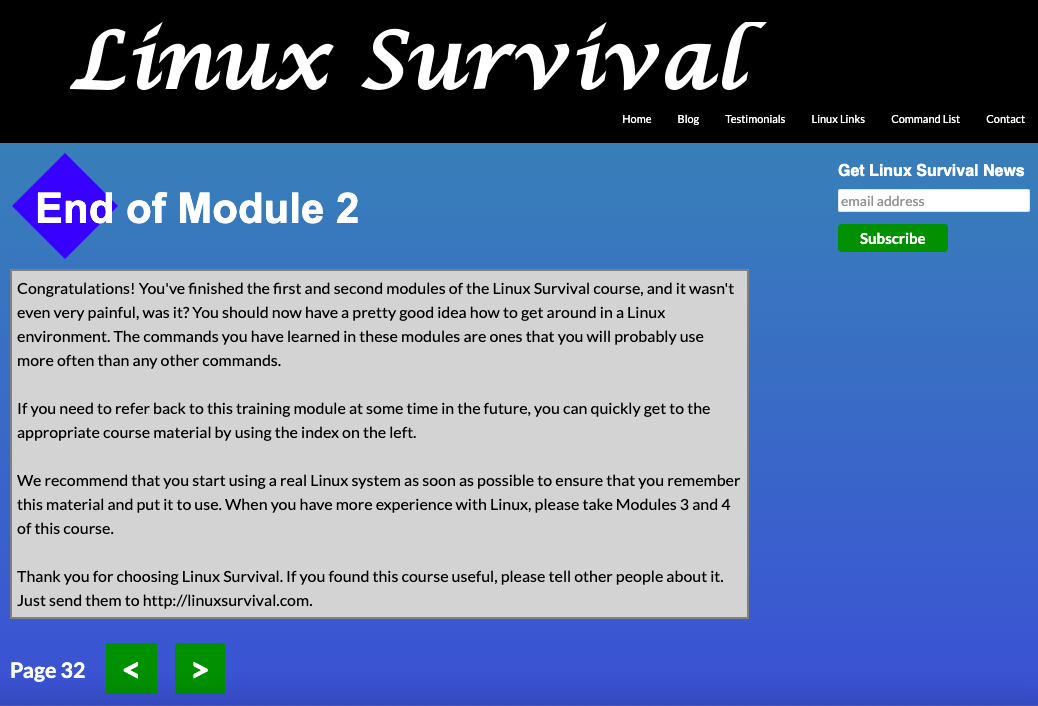 Linux Survival
Home Blog Testimonials Linux Links Command List Contact
End of Module 2
Get Linux Survival News
email address
Subscribe
Congratulations! You've finished the first and second modules of the Linux Survival course, and it wasn't
even very painful, was it? You should now have a pretty good idea how to get around in a Linux
environment. The commands you have learned in these modules are ones that you will probably use
more often than any other commands.
If you need to refer back to this training module at some time in the future, you can quickly get to the
appropriate course material by using the index on the left.
We recommend that you start using a real Linux system as soon as possible to ensure that you remember
this material and put it to use. When you have more experience with Linux, please take Modules 3 and 4
of this course.
Thank you for choosing Linux Survival. If you found this course useful, please tell other people about it.
Just send them to http://linuxsurvival.com.
Page 32 < >